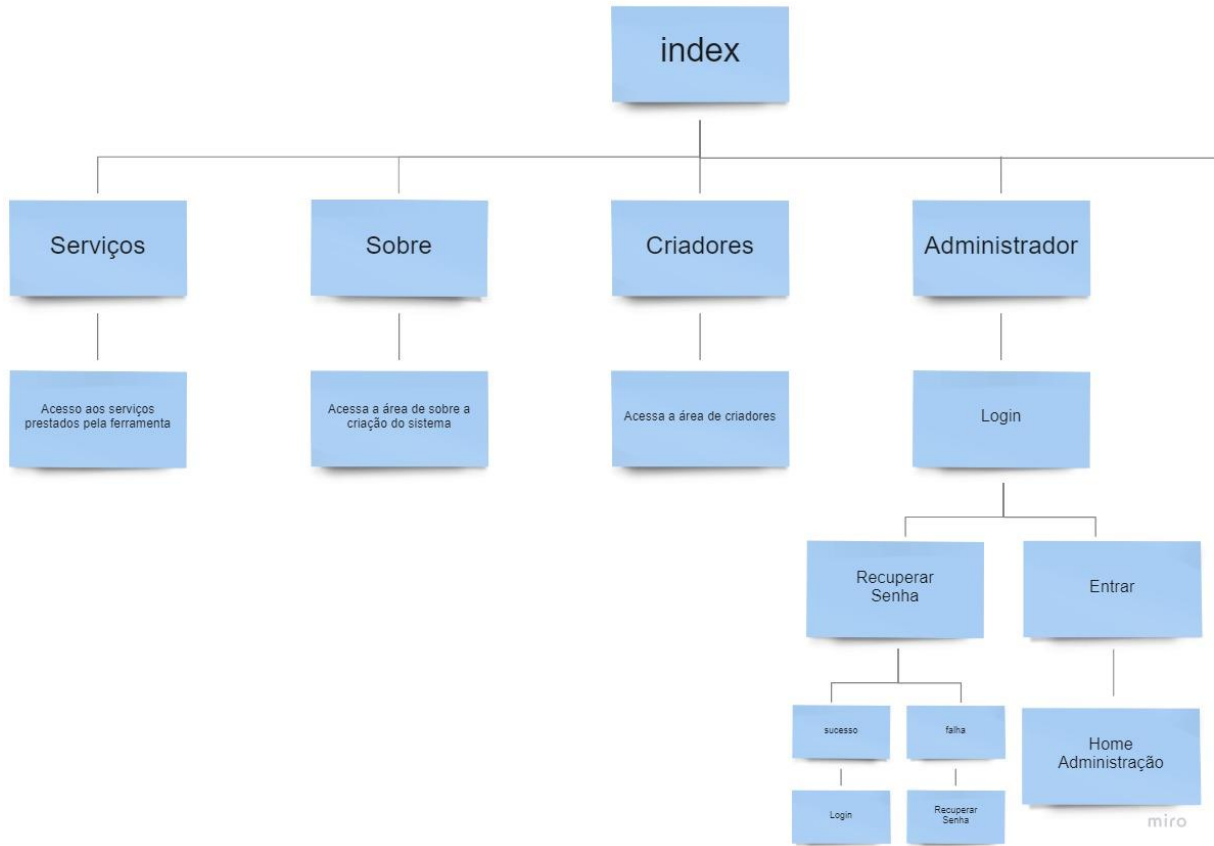 index
Serviços
Sobre
Criadores
Administrador
Acesso aos serviços
prestados pela ferramenta
Acessa a área de sobre a
criação do sistema
Acessa a área de criadores
Login
Recuperar
Senha
Entrar
sucesso
falha
Home
Administração
Login
Recuperar
Senha
miro